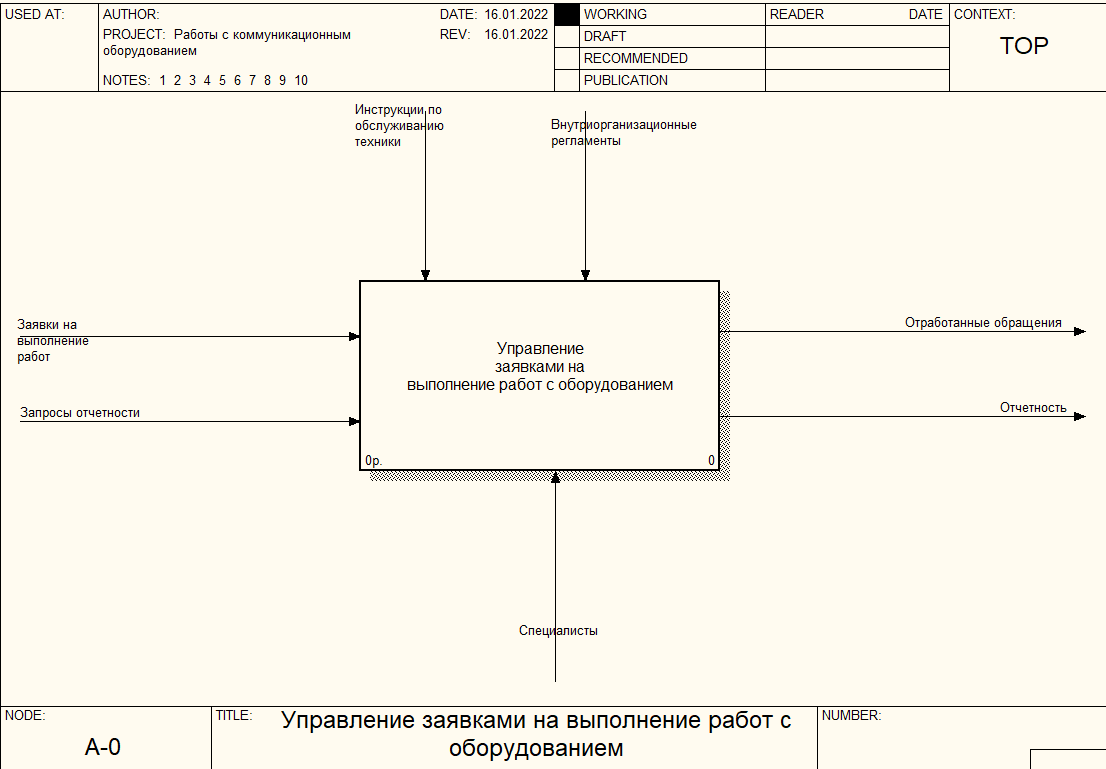 USED AT:
AUTHOR:
DATE: 16.01.2022
PROJECT: Работы с коммуникационным
оборудованием
REV: 16.01.2022
NOTES: 1 2 3 4 5 6 7 8 9 10
WORKING
DRAFT
RECOMMENDED
PUBLICATION
READER DATE
CONTEXT:
TOP
Инструкции по
обслуживанию
техники
Внутриорганизационные
регламенты
Заявки на
выполнение
работ
Запросы отчетности
Управление
заявками на
выполнение работ с оборудованием
0р. 0
Отработанные обращения
Отчетность
Специалисты
NODE:
A-0
TITLE:
Управление заявками на выполнение работ с
оборудованием
NUMBER: